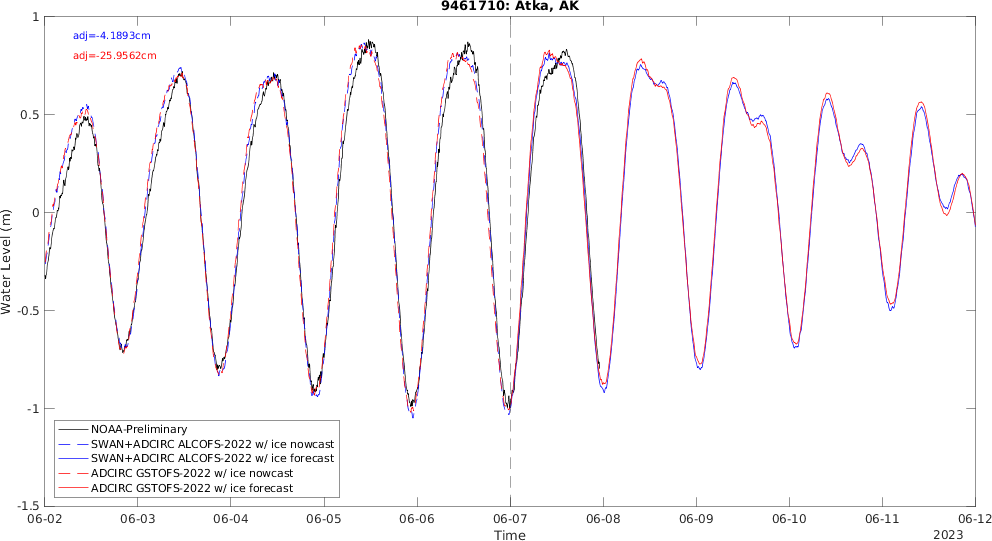 9461710: Atka, AK
adj=-4.1893cm
adj=-25.9562cm
1
0.5
0
-0.5
-1
-1.5
Water Level (m)
NOAA-Preliminary
SWAN+ADCIRC ALCOFS-2022 w/ ice nowcast
SWAN+ADCIRC ALCOFS-2022 w/ ice forecast
ADCIRC GSTOFS-2022 w/ ice nowcast
ADCIRC GSTOFS-2022 w/ ice forecast
06-02 06-03 06-04 06-05 06-06 06-07 06-08 06-09 06-10 06-11 06-12
Time
2023